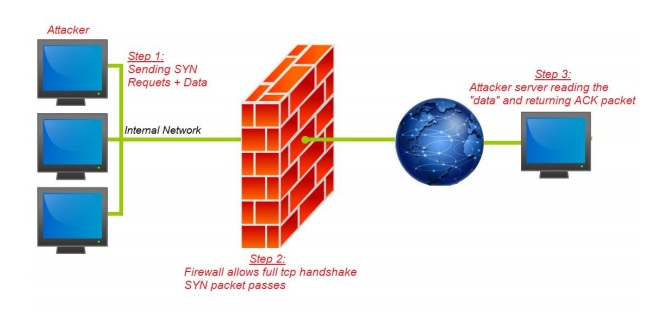 Attacker
Step 1:
Sending SYN
Requets + Data
Internal Network
Step 2:
Firewall allows full tcp handshake
SYN packet passes
Step 3:
Attacker server reading the
"data" and returning ACK packet